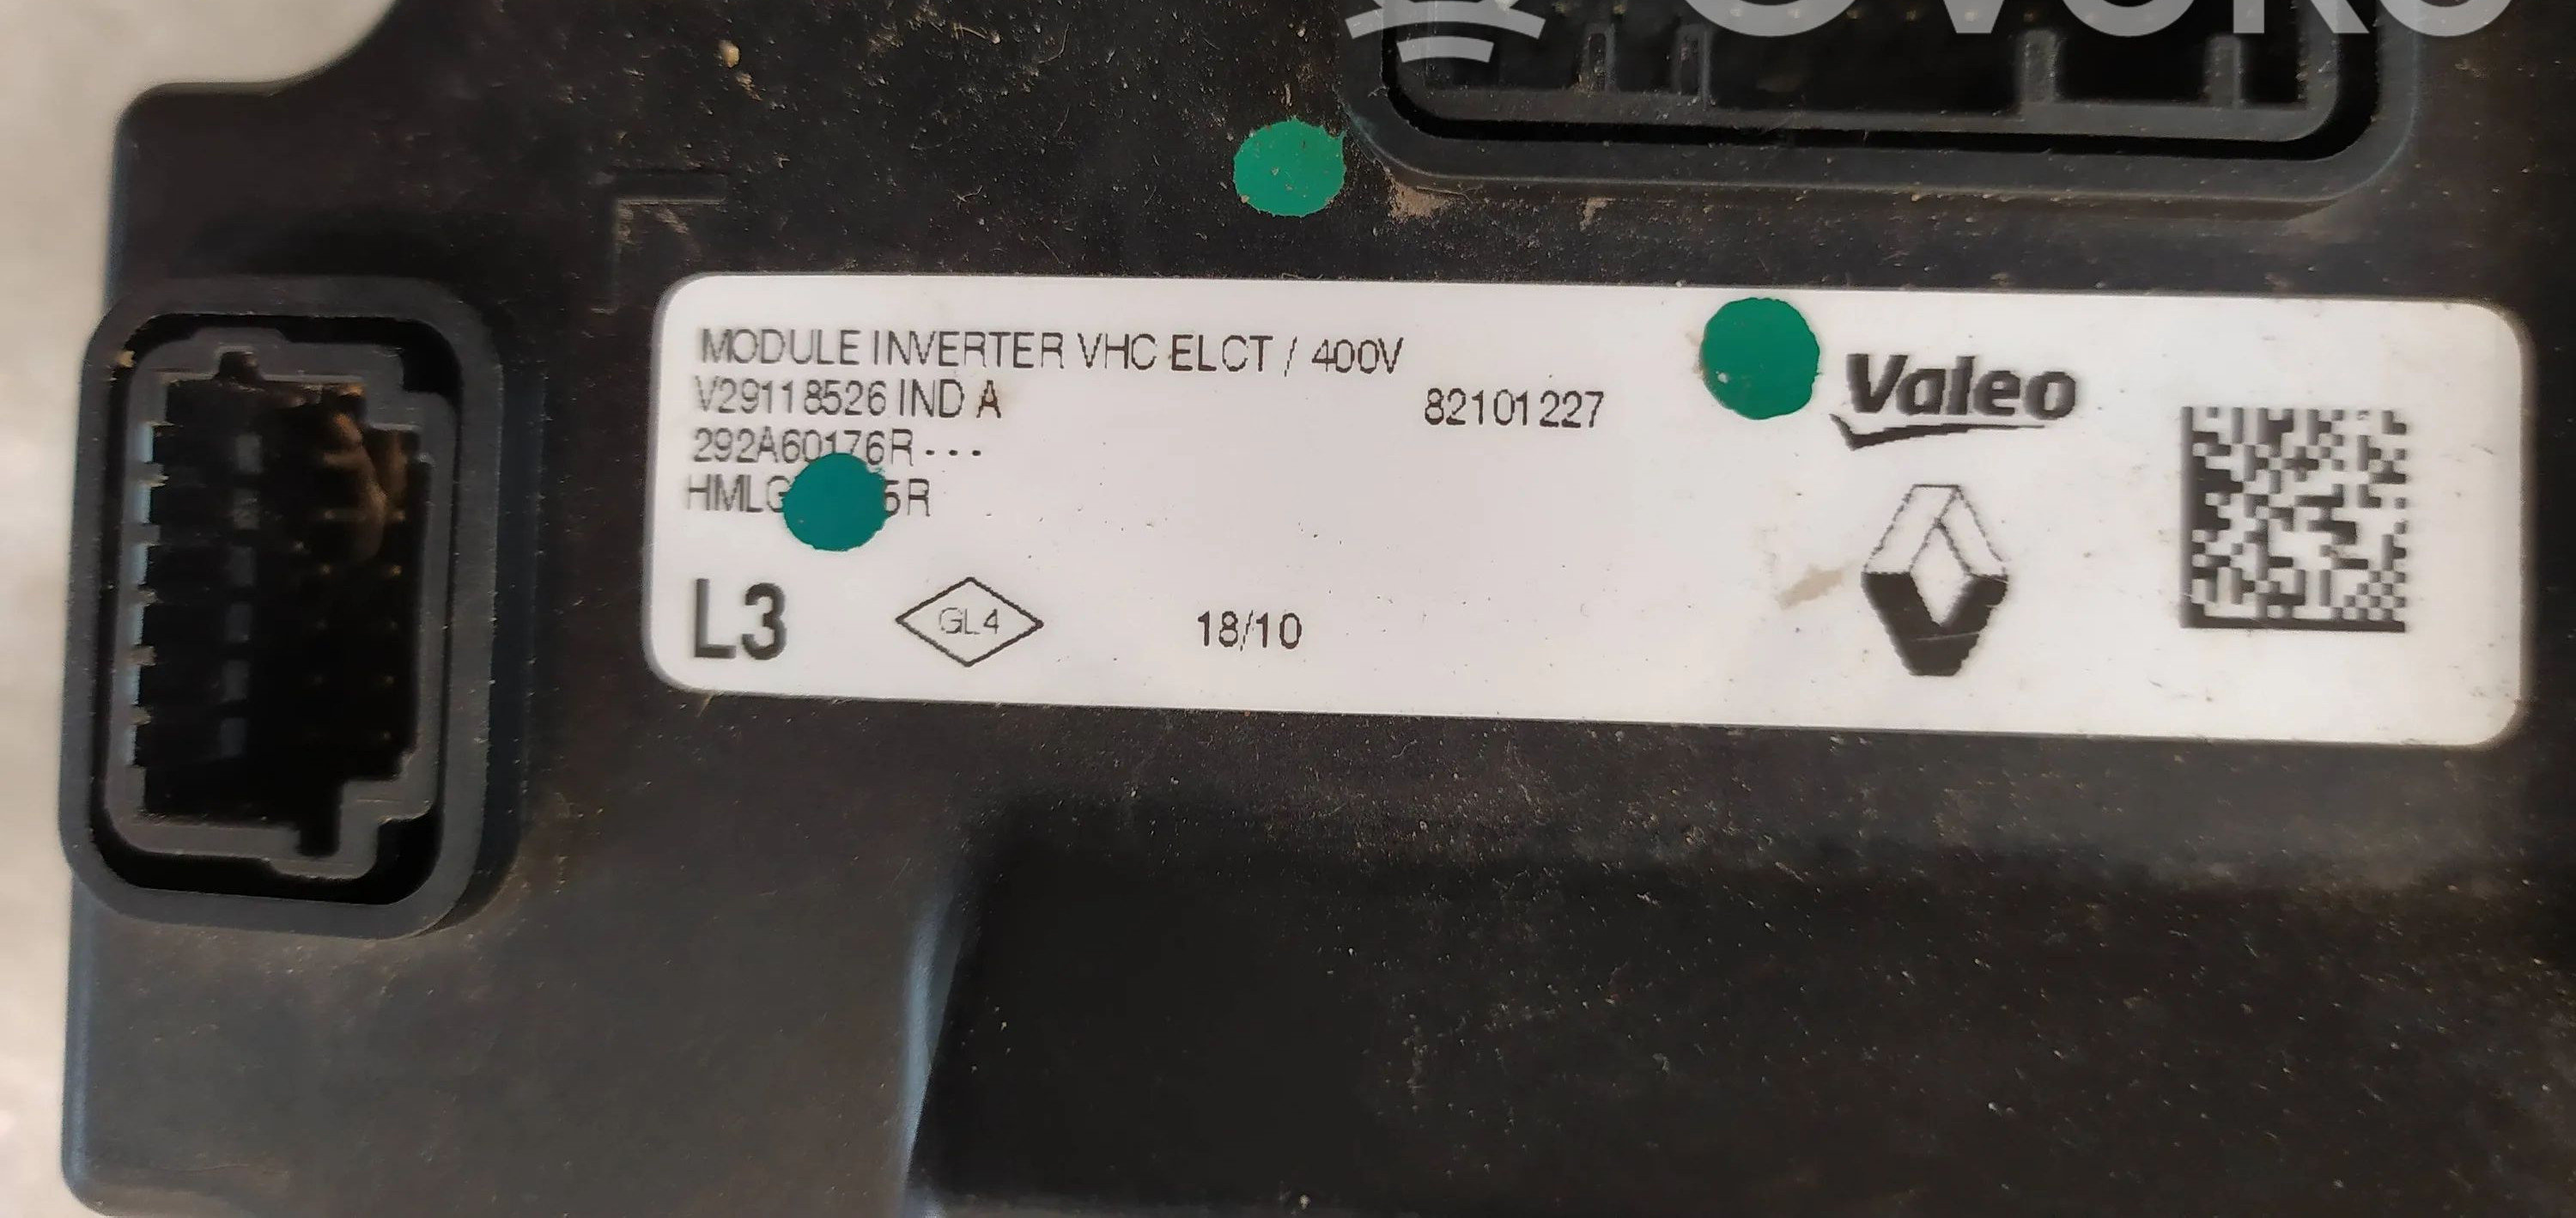 MODULE INVERTER VHC ELCT / 400V
V29118526 IND A
82101227
292A60176R---
Valeo
L3
GL4
18/10